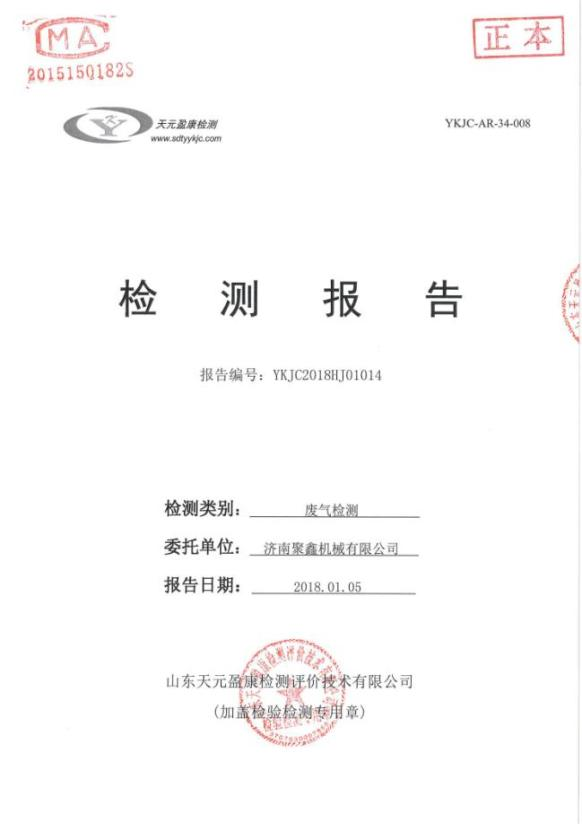 MA
2015150182S
正本
天元盈康检测
www.sdtyykjc.com
YKJC-AR-34-008
检测报告
报告编号：YKJC2018HJ01014
检测类别：废气检测
委托单位：济南聚鑫机械有限公司
报告日期：2018.01.05
山东天元盈康检测评价技术有限公司
(加盖检验检测专用章)